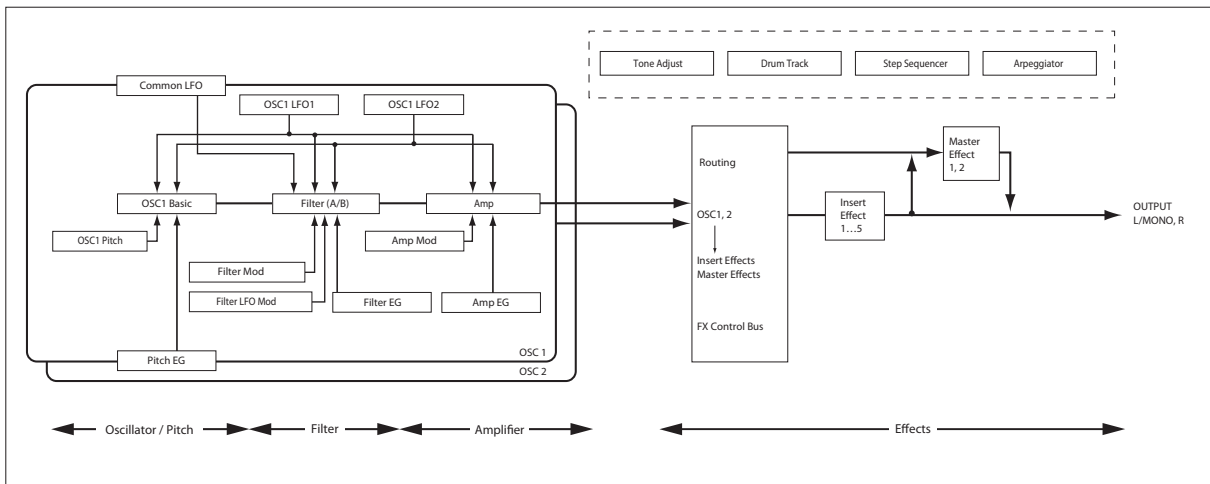 Tone Adjust
Drum Track
Step Sequencer
Arpeggiator
Common LFO
OSC1 LFO1
OSC1 LFO2
OSC1 Basic
Filter (A/B)
Amp
OSC1 Pitch
Amp Mod
Filter Mod
Filter LFO Mod
Filter EG
Amp EG
Pitch EG
OSC 1
OSC 2
Routing
OSC1, 2
Insert Effects
Master Effects
FX Control Bus
Master
Effect
1, 2
Insert
Effect
1...5
OUTPUT
L/MONO, R
Oscillator / Pitch
Filter
Amplifier
Effects